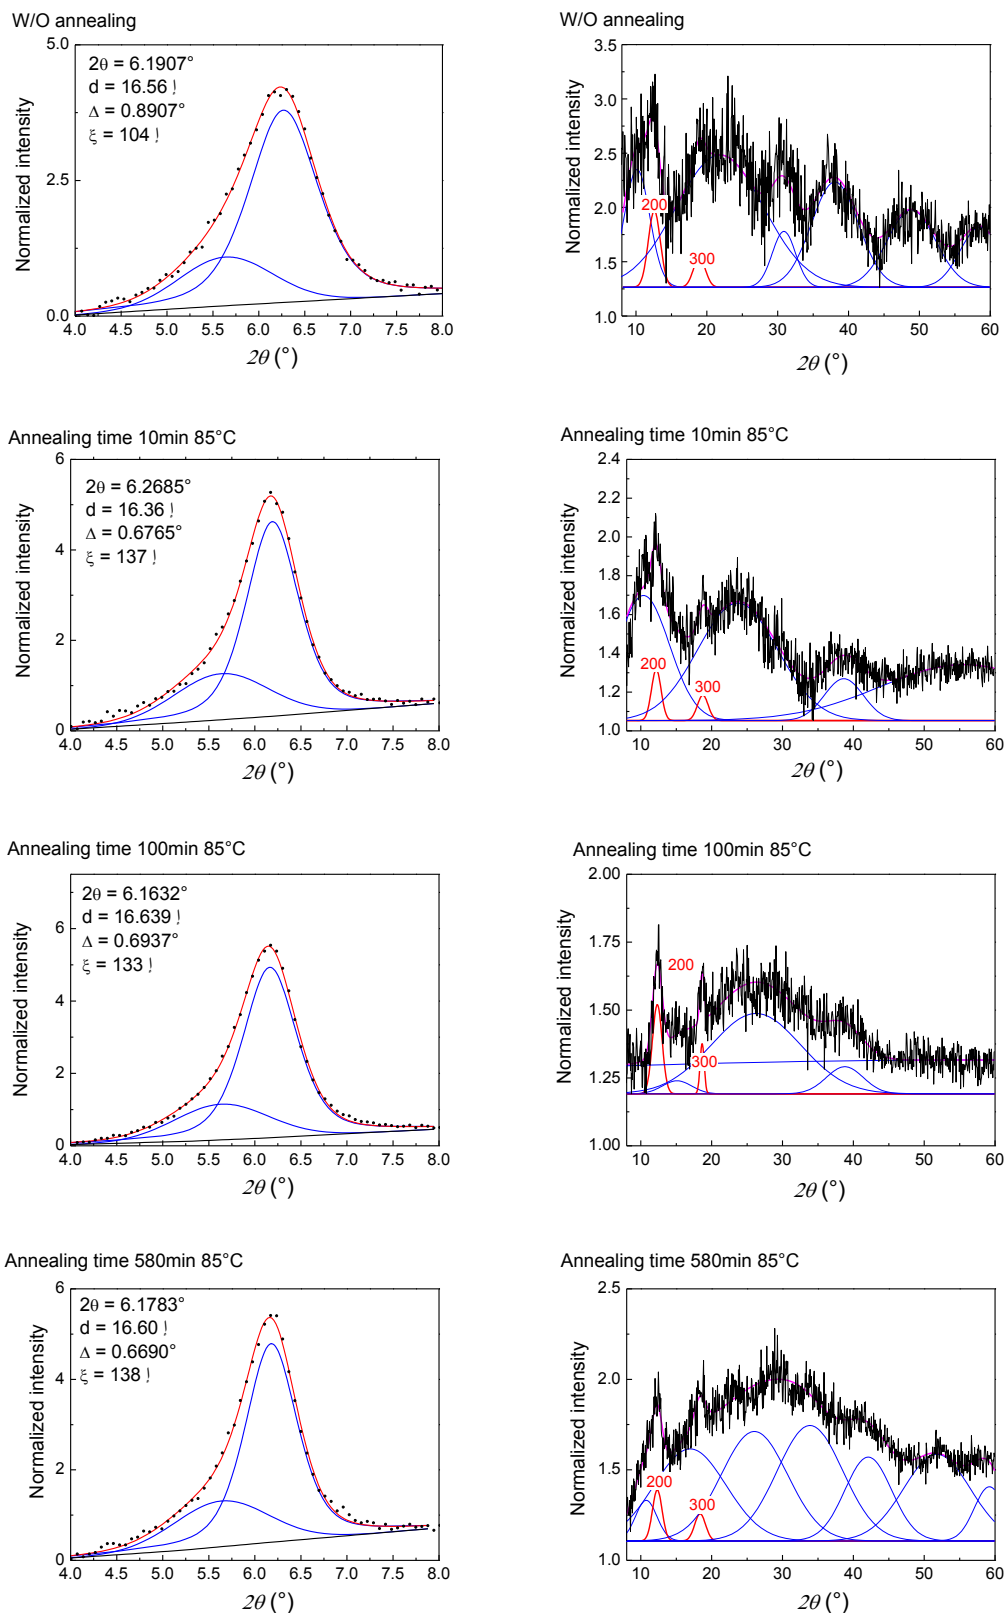 W/O annealing
5.0
2.5
0.0
Normalized intensity
2θ = 6.1907°
d = 16.56 Å
Δ = 0.8907°
ξ = 104 Å
4.0 4.5 5.0 5.5 6.0 6.5 7.0 7.5 8.0
2θ (°)
W/O annealing
3.5
3.0
2.5
2.0
1.5
1.0
Normalized intensity
200
300
10 20 30 40 50 60
2θ (°)
Annealing time 10min 85°C
6
4
2
0
Normalized intensity
2θ = 6.2685°
d = 16.36 Å
Δ = 0.6765°
ξ = 137 Å
4.0 4.5 5.0 5.5 6.0 6.5 7.0 7.5 8.0
2θ (°)
Annealing time 10min 85°C
2.4
2.2
2.0
1.8
1.6
1.4
1.2
1.0
Normalized intensity
200
300
10 20 30 40 50 60
2θ (°)
Annealing time 100min 85°C
6
4
2
0
Normalized intensity
2θ = 6.1632°
d = 16.639 Å
Δ = 0.6937°
ξ = 133 Å
4.0 4.5 5.0 5.5 6.0 6.5 7.0 7.5 8.0
2θ (°)
Annealing time 100min 85°C
2.00
1.75
1.50
1.25
1.00
Normalized intensity
200
300
10 20 30 40 50 60
2θ (°)
Annealing time 580min 85°C
6
4
2
0
Normalized intensity
2θ = 6.1783°
d = 16.60 Å
Δ = 0.6690°
ξ = 138 Å
4.0 4.5 5.0 5.5 6.0 6.5 7.0 7.5 8.0
2θ (°)
Annealing time 580min 85°C
2.5
2.0
1.5
1.0
Normalized intensity
200
300
10 20 30 40 50 60
2θ (°)